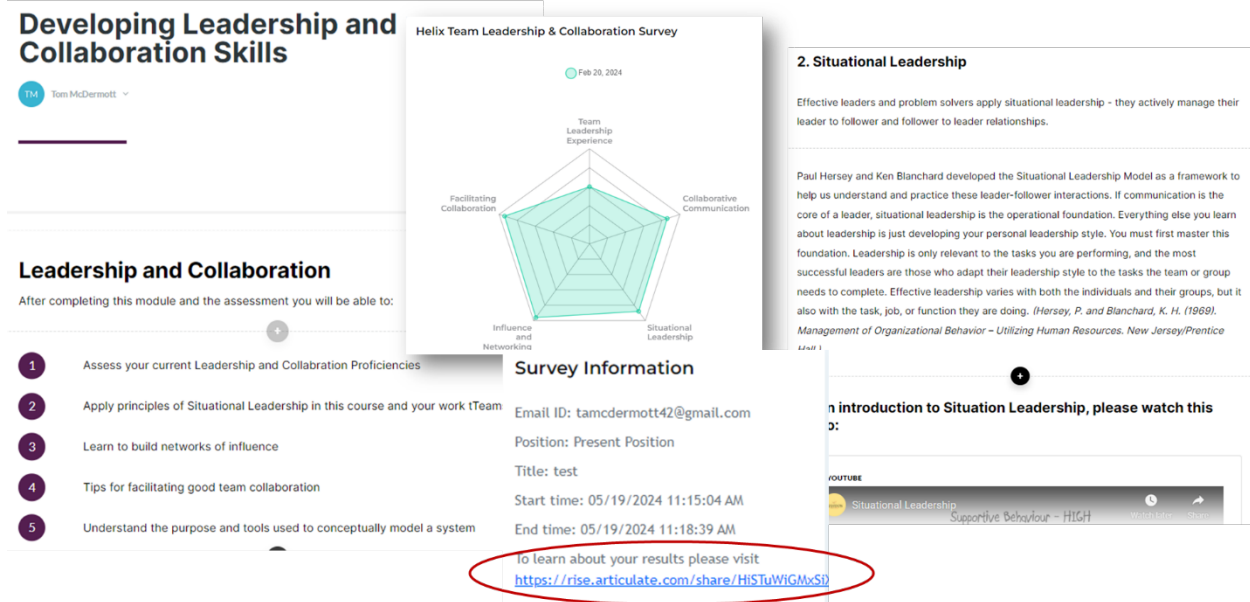 Developing Leadership and
Collaboration Skills
TM
Tom McDermott
Leadership and Collaboration
After completing this module and the assessment you will be able to:
1
Assess your current Leadership and Collabration Proficiencies
2
Apply principles of Situational Leadership in this course and your work tTeam
3
Learn to build networks of influence
4
Tips for facilitating good team collaboration
5
Understand the purpose and tools used to conceptually model a system
Helix Team Leadership & Collaboration Survey
Feb 20, 2024
Team
Leadership
Experience
Facilitating
Collaboration
Collaborative
Communication
Influence
and
Networking
Situational
Leadership
Survey Information
Email ID: tamcdermott42@gmail.com
Position: Present Position
Title: test
Start time: 05/19/2024 11:15:04 AM
End time: 05/19/2024 11:18:39 AM
To learn about your results please visit
https://rise.articulate.com/share/HiSTuWiGMxSiX
2. Situational Leadership
Effective leaders and problem solvers apply situational leadership - they actively manage their
leader to follower and follower to leader relationships.
Paul Hersey and Ken Blanchard developed the Situational Leadership Model as a framework to
help us understand and practice these leader-follower interactions. If communication is the
core of a leader, situational leadership is the operational foundation. Everything else you learn
about leadership is just developing your personal leadership style. You must first master this
foundation. Leadership is only relevant to the tasks you are performing, and the most
successful leaders are those who adapt their leadership style to the tasks the team or group
needs to complete. Effective leadership varies with both the individuals and their groups, but it
also with the task, job, or function they are doing. (Hersey, P. and Blanchard, K. H. (1969).
Management of Organizational Behavior – Utilizing Human Resources. New Jersey/Prentice
Hall.)
n introduction to Situation Leadership, please watch this
o:
YOUTUBE
Situational Leadership
Supportive Behaviour - HIGH
Watch Later
Share